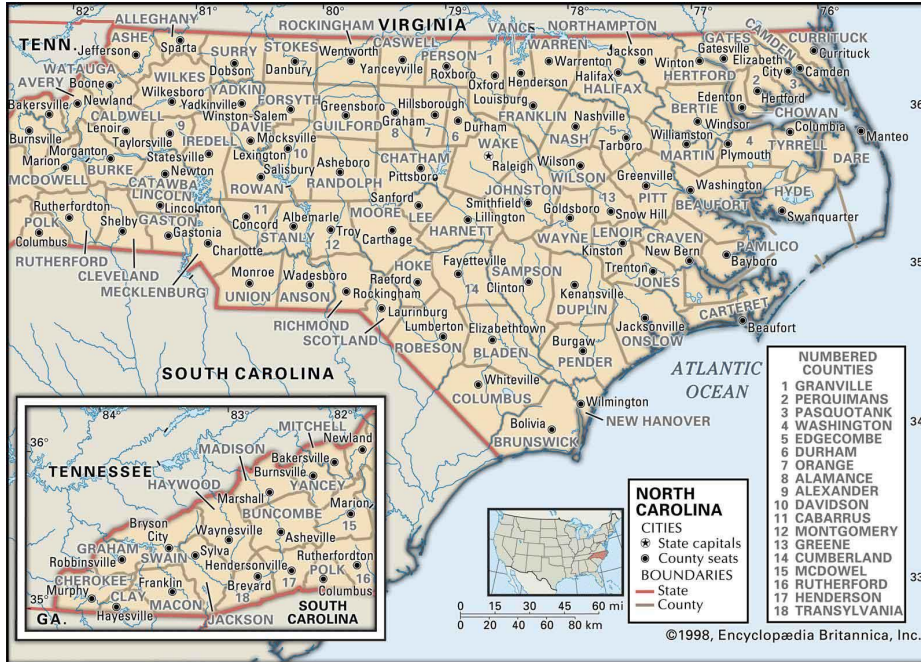 82
81
80
79
78
77
76
VIRGINIA
TENN.
ALLEGHANY
ROCKINGHAM
CASWELL
VANCE
NORTHAMPTON
GATES
CAMDEN
CURRITUCK
ASHE
Jefferson
Sparta
SURRY
STOKES
Wentworth
PERSON
1
WARREN
Jackson
Gatesville
Currituck
WATAUGA
Boone
Dobson
Danbury
Yanceyville
Roxboro
Warrenton
Winton
Elizabeth
City
Camden
3
AVERY
WILKES
YADKIN
Oxford
Henderson
Halifax
HERTFORD
2
Newland
Wilkesboro
Yadkinville
FORSYTH
Louisburg
HALIFAX
Edenton
Hertford
36
Bakersville
Winston-Salem
Greensboro
Hillsborough
FRANKLIN
BERTIE
CHOWAN
CALDWELL
9
DAVIE
GUILFORD
Graham
8
7
6
Durham
Nashville
5
Windsor
Columbia
Manteo
Burnsville
Lenoir
Taylorsville
IREDELL
Mocksville
10
WAKE
NASH
Tarboro
Williamston
4
TYRRELL
Morganton
Statesville
Lexington
Asheboro
CHATHAM
Raleigh
Wilson
MARTIN
Plymouth
DARE
Marion
BURKE
Newton
Salisbury
RANDOLPH
Pittsboro
WILSON
Greenville
Washington
HYDE
MCDOWELL
CATAWBA
ROWAN
Sanford
JOHNSTON
PITT
BEAUFORT
LINCOLN
11
Albemarle
MOORE
LEE
Smithfield
Goldsboro
13
Snow Hill
Swanquarter
Rutherfordton
Shelby
Lincolnton
Concord
Troy
Lillington
POLK
GASTON
STANLY
12
Carthage
HARNETT
WAYNE
LENOIR
CRAVEN
PAMLICO
Columbus
Gastonia
Charlotte
Kinston
New Bern
Bayboro
RUTHERFORD
Monroe
Wadesboro
HOKE
Fayetteville
SAMPSON
Trenton
35
CLEVELAND
Raeford
14
Clinton
Kenansville
JONES
MECKLENBURG
UNION
ANSON
Rockingham
DUPLIN
CARTERET
Laurinburg
RICHMOND
Lumberton
Elizabethtown
Jacksonville
Beaufort
SCOTLAND
ROBESON
BLADEN
Burgaw
ONSLOW
PENDER
SOUTH CAROLINA
Whiteville
ATLANTIC
OCEAN
COLUMBUS
Wilmington
Bolivia
NEW HANOVER
34
BRUNSWICK
33
84
83
82
36
MITCHELL
Newland
TENNESSEE
MADISON
Bakersville
HAYWOOD
Burnsville
YANCEY
Marshall
Marion
BUNCOMBE
15
Bryson
City
Waynesville
Asheville
GRAHAM
SWAIN
Sylva
Rutherfordton
Robbinsville
Hendersonville
POLK
16
CHEROKEE
Franklin
Brevard
17
Columbus
Murphy
CLAY
MACON
18
35
Hayesville
SOUTH
CAROLINA
GA.
JACKSON
NORTH
CAROLINA
CITIES
State capitals
County seats
BOUNDARIES
State
County
0 15 30 45 60 mi
0 20 40 60 80 km
NUMBERED
COUNTIES
1 GRANVILLE
2 PERQUIMANS
3 PASQUOTANK
4 WASHINGTON
5 EDGECOMBE
6 DURHAM
7 ORANGE
8 ALAMANCE
9 ALEXANDER
10 DAVIDSON
11 CABARRUS
12 MONTGOMERY
13 GREENE
14 CUMBERLAND
15 MCDOWEL
16 RUTHERFORD
17 HENDERSON
18 TRANSYLVANIA
©1998, Encyclopædia Britannica, Inc.